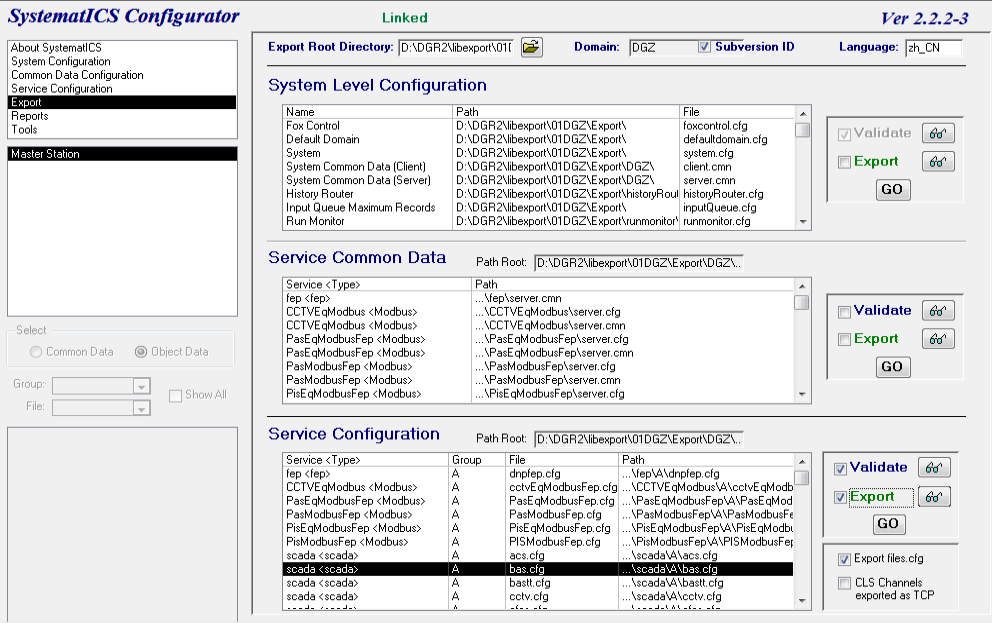 SystematICS Configurator
Linked
Ver 2.2.2-3
About SystematICS
System Configuration
Common Data Configuration
Service Configuration
Export
Reports
Tools
Master Station
Select
Common Data
Object Data
Group:
File:
Show All
Export Root Directory: D:\DGR2\libexport\01[
Domain: DGZ
Subversion ID
Language: zh_CN
System Level Configuration
Name Path File
Fox Control D:\DGR2\libexport\01DGZ\Export\ foxcontrol.cfg
Default Domain D:\DGR2\libexport\01DGZ\Export\ defaultdomain.cfg
System D:\DGR2\libexport\01DGZ\Export\ system.cfg
System Common Data (Client) D:\DGR2\libexport\01DGZ\Export\DGZ\ client.cmn
System Common Data (Server) D:\DGR2\libexport\01DGZ\Export\DGZ\ server.cmn
History Router D:\DGR2\libexport\01DGZ\Export\historyRout historyRouter.cfg
Input Queue Maximum Records D:\DGR2\libexport\01DGZ\Export\ inputQueue.cfg
Run Monitor D:\DGR2\libexport\01DGZ\Export\runmonitor\ runmonitor.cfg
Validate
Export
GO
Service Common Data
Path Root: D:\DGR2\libexport\01DGZ\Export\DGZ\..
Service <Type> Path
fep <fep> ...\fep\server.cmn
CCTVEqModbus <Modbus> ...\CCTVEqModbus\server.cfg
CCTVEqModbus <Modbus> ...\CCTVEqModbus\server.cmn
PasEqModbusFep <Modbus> ...\PasEqModbusFep\server.cfg
PasEqModbusFep <Modbus> ...\PasEqModbusFep\server.cmn
PasModbusFep <Modbus> ...\PasModbusFep\server.cfg
PasModbusFep <Modbus> ...\PasModbusFep\server.cmn
PisEqModbusFep <Modbus> ...\PisEqModbusFep\server.cfg
Validate
Export
GO
Service Configuration
Path Root: D:\DGR2\libexport\01DGZ\Export\DGZ\..
Service <Type> Group File Path
fep <fep> A dnpfep.cfg ...\fep\A\dnpfep.cfg
CCTVEqModbus <Modbus> A cctvEqModbusFep.cfg ...\CCTVEqModbus\A\cctvEqModb
PasEqModbusFep <Modbus> A PasEqModbusFep.cfg ...\PasEqModbusFep\A\PasEqMod
PasModbusFep <Modbus> A PasModbusFep.cfg ...\PasModbusFep\A\PasModbusFe
PisEqModbusFep <Modbus> A PisEqModbusFep.cfg ...\PisEqModbusFep\A\PisEqModbu
PisModbusFep <Modbus> A PISModbusFep.cfg ...\PisModbusFep\A\PISModbusFep
scada <scada> A acs.cfg ...\scada\A\acs.cfg
scada <scada> A bas.cfg ...\scada\A\bas.cfg
scada <scada> A bastt.cfg ...\scada\A\bastt.cfg
scada <scada> A cctv.cfg ...\scada\A\cctv.cfg
Validate
Export
GO
Export files.cfg
CLS Channels
exported as TCP